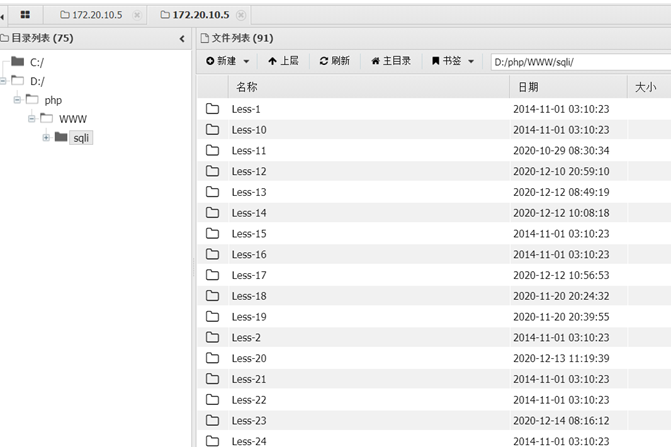 172.20.10.5
172.20.10.5
目录列表 (75)
文件列表 (91)
新建
上层
刷新
主目录
书签
D:/php/WWW/sqli/
C:/
D:/
php
WWW
sqli
名称 日期 大小
Less-1 2014-11-01 03:10:23
Less-10 2014-11-01 03:10:23
Less-11 2020-10-29 08:30:34
Less-12 2020-12-10 20:59:10
Less-13 2020-12-12 08:49:19
Less-14 2020-12-12 10:08:18
Less-15 2014-11-01 03:10:23
Less-16 2014-11-01 03:10:23
Less-17 2020-12-12 10:56:53
Less-18 2020-11-20 20:24:32
Less-19 2020-11-20 20:39:55
Less-2 2014-11-01 03:10:23
Less-20 2020-12-13 11:19:39
Less-21 2014-11-01 03:10:23
Less-22 2014-11-01 03:10:23
Less-23 2020-12-14 08:16:12
Less-24 2014-11-01 03:10:23